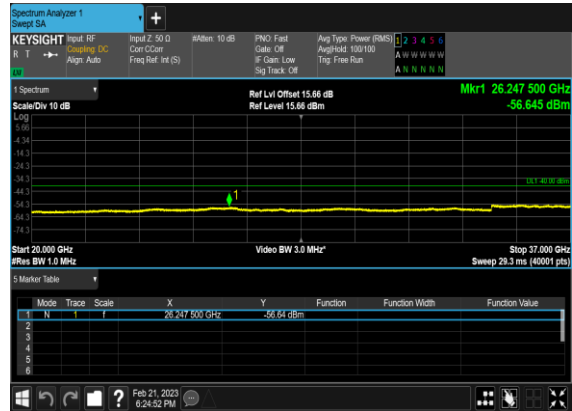 Spectrum Analyzer 1
Swept SA
+
KEYSIGHT Input: RF Input Z: 50 Ω #Atten: 10 dB PNO: Fast Avg Type: Power (RMS) 1 2 3 4 5 6
R T Coupling: DC Corr CCorr Gate: Off Avg|Hold: 100/100 A W W W W W
Align: Auto Freq Ref: Int (S) IF Gain: Low Trig: Free Run
LXI Sig Track: Off A N N N N N
1 Spectrum Ref Lvl Offset 15.66 dB Mkr1 26.247 500 GHz
Scale/Div 10 dB Ref Level 15.66 dBm -56.645 dBm
Log
5.66
-4.34
-14.3
-24.3
-34.3
DL1 -40.00 dBm
-44.3
1
-54.3
-64.3
-74.3
Start 20.000 GHz Video BW 3.0 MHz* Stop 37.000 GHz
#Res BW 1.0 MHz Sweep 29.3 ms (40001 pts)
5 Marker Table
Mode Trace Scale X Y Function Function Width Function Value
1 N 1 f 26.247 500 GHz -56.64 dBm
2
3
4
5
6
? Feb 21, 2023
6:24:52 PM